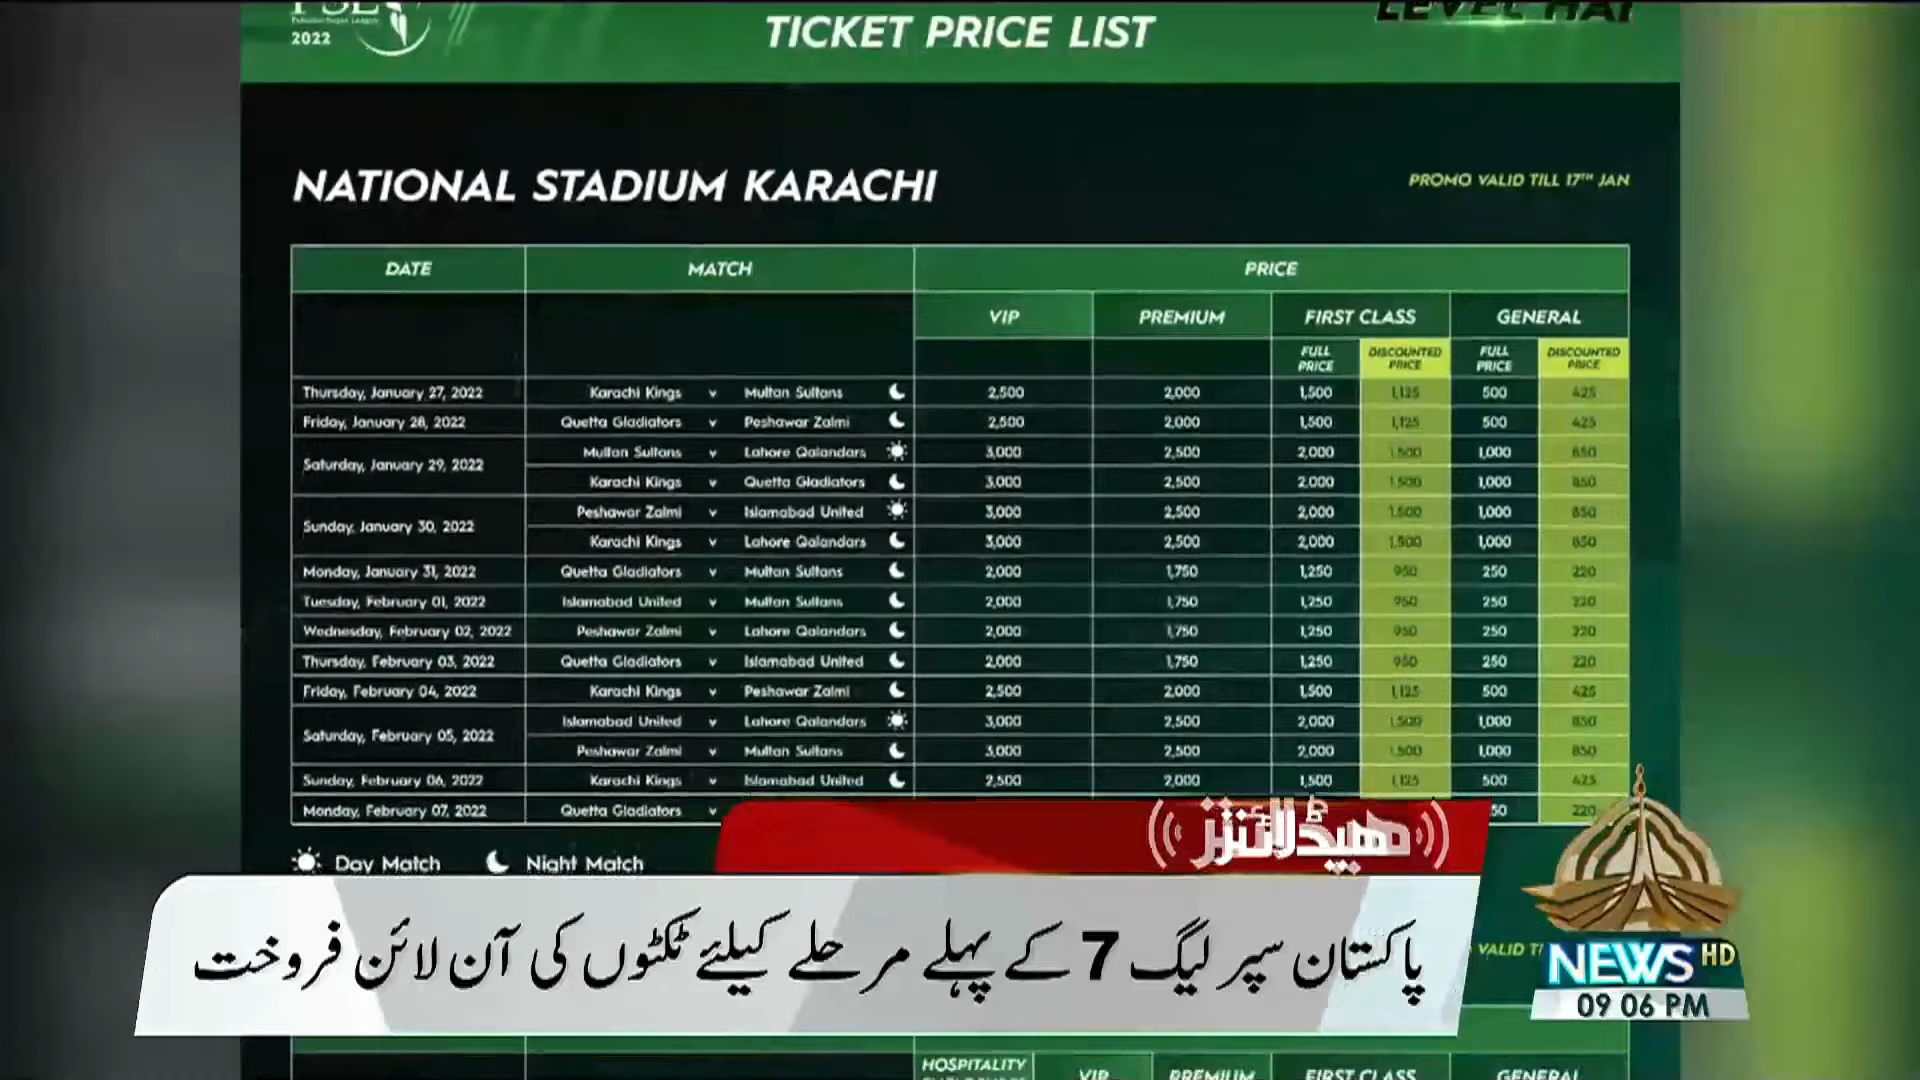 PSL
2022
TICKET PRICE LIST
LEVEL HAI
NATIONAL STADIUM KARACHI
PROMO VALID TILL 17TH JAN
DATE MATCH PRICE
VIP PREMIUM FIRST CLASS GENERAL
FULL PRICE DISCOUNTED PRICE FULL PRICE DISCOUNTED PRICE
Thursday, January 27, 2022 Karachi Kings v Multan Sultans 2,500 2,000 1,500 1,125 500 425
Friday, January 28, 2022 Quetta Gladiators v Peshawar Zalmi 2,500 2,000 1,500 1,125 500 425
Saturday, January 29, 2022 Multan Sultans v Lahore Qalandars 3,000 2,500 2,000 1,500 1,000 850
Karachi Kings v Quetta Gladiators 3,000 2,500 2,000 1,500 1,000 850
Sunday, January 30, 2022 Peshawar Zalmi v Islamabad United 3,000 2,500 2,000 1,500 1,000 850
Karachi Kings v Lahore Qalandars 3,000 2,500 2,000 1,500 1,000 850
Monday, January 31, 2022 Quetta Gladiators v Multan Sultans 2,000 1,750 1,250 950 250 220
Tuesday, February 01, 2022 Islamabad United v Multan Sultans 2,000 1,750 1,250 950 250 220
Wednesday, February 02, 2022 Peshawar Zalmi v Lahore Qalandars 2,000 1,750 1,250 950 250 220
Thursday, February 03, 2022 Quetta Gladiators v Islamabad United 2,000 1,750 1,250 950 250 220
Friday, February 04, 2022 Karachi Kings v Peshawar Zalmi 2,500 2,000 1,500 1,125 500 425
Saturday, February 05, 2022 Islamabad United v Lahore Qalandars 3,000 2,500 2,000 1,500 1,000 850
Peshawar Zalmi v Multan Sultans 3,000 2,500 2,000 1,500 1,000 850
Sunday, February 06, 2022 Karachi Kings v Islamabad United 2,500 2,000 1,500 1,125 500 425
Monday, February 07, 2022 Quetta Gladiators 50 220
Day Match Night Match
ہیڈلائنز
پاکستان سپر لیگ 7 کے پہلے مرحلے کیلئے ٹکٹوں کی آن لائن فروخت
VALID
NEWS HD
09 06 PM
HOSPITALITY VIP PREMIUM FIRST CLASS GENERAL